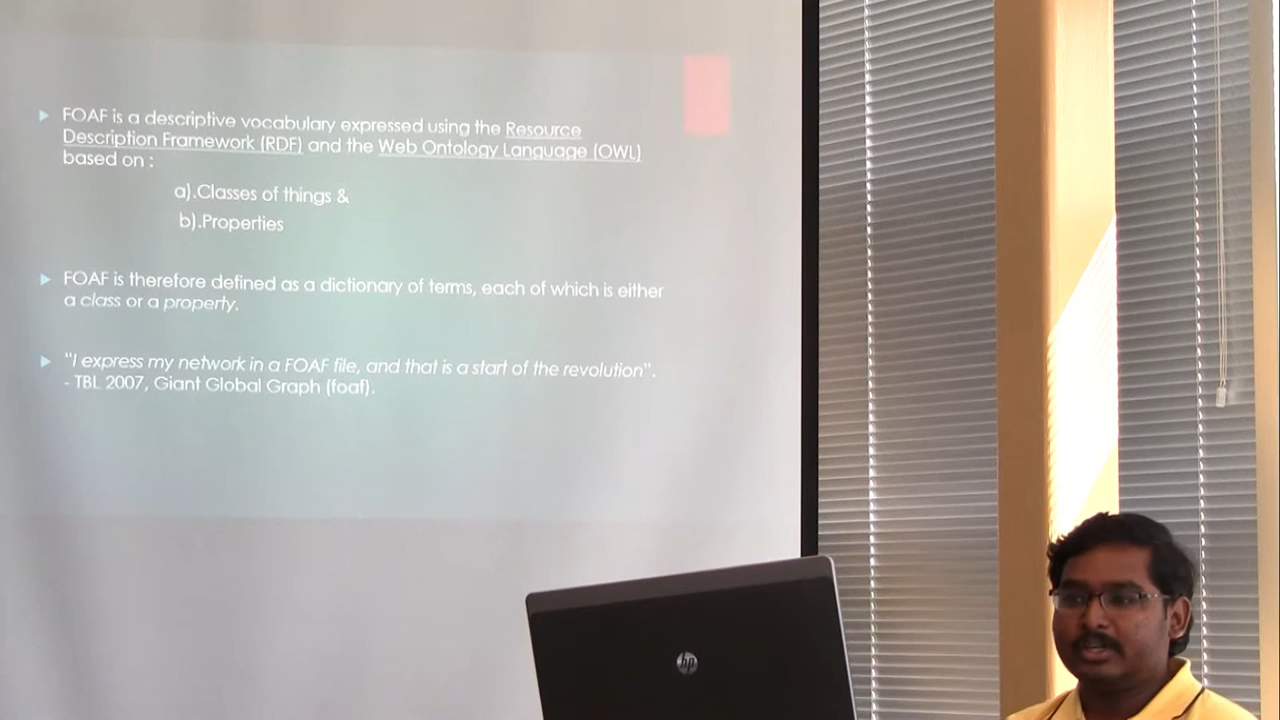 FOAF is a descriptive vocabulary expressed using the Resource
Description Framework (RDF) and the Web Ontology Language (OWL)
based on :
a).Classes of things &
b).Properties
FOAF is therefore defined as a dictionary of terms, each of which is either
a class or a property.
"I express my network in a FOAF file, and that is a start of the revolution".
- TBL 2007, Giant Global Graph (foaf).
hp